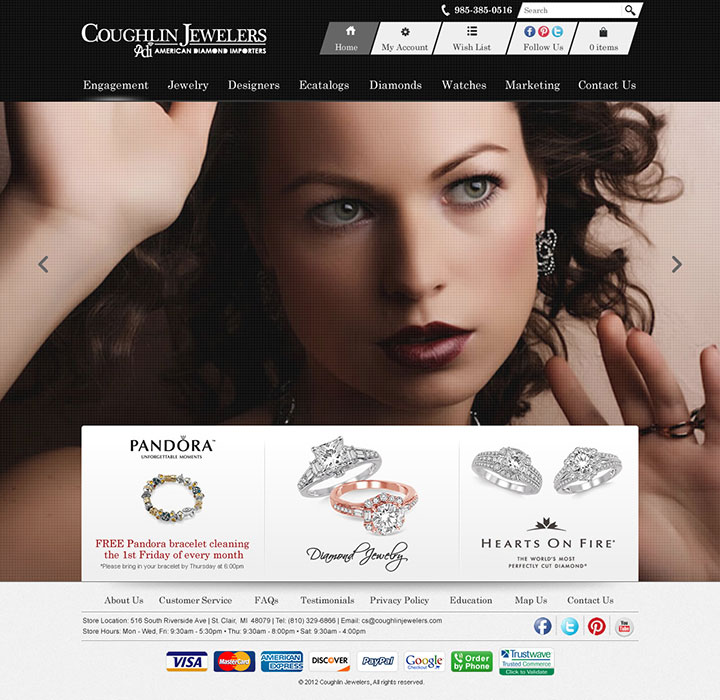 985-385-0516
Search
COUGHLIN JEWELERS
Adi AMERICAN DIAMOND IMPORTERS
Home
My Account
Wish List
Follow Us
0 items
Engagement
Jewelry
Designers
Ecatalogs
Diamonds
Watches
Marketing
Contact Us
PANDORA™
UNFORGETTABLE MOMENTS
FREE Pandora bracelet cleaning
the 1st Friday of every month
*Please bring in your bracelet by Thursday at 6:00pm
Diamond Jewelry
HEARTS ON FIRE®
THE WORLD'S MOST
PERFECTLY CUT DIAMOND®
About Us
Customer Service
FAQs
Testimonials
Privacy Policy
Education
Map Us
Contact Us
Store Location: 516 South Riverside Ave | St. Clair, MI 48079 | Tel: (810) 329-6866 | Email: cs@coughlinjewelers.com
Store Hours: Mon - Wed, Fri: 9:30am - 5:30pm • Thur: 9:30am - 8:00pm • Sat: 9:30am - 4:00pm
You Tube
VISA
MasterCard
AMERICAN EXPRESS
DISCOVER
PayPal
Google Checkout
Order by Phone
Trustwave
Trusted Commerce
Click to Validate
© 2012 Coughlin Jewelers, All rights reserved.